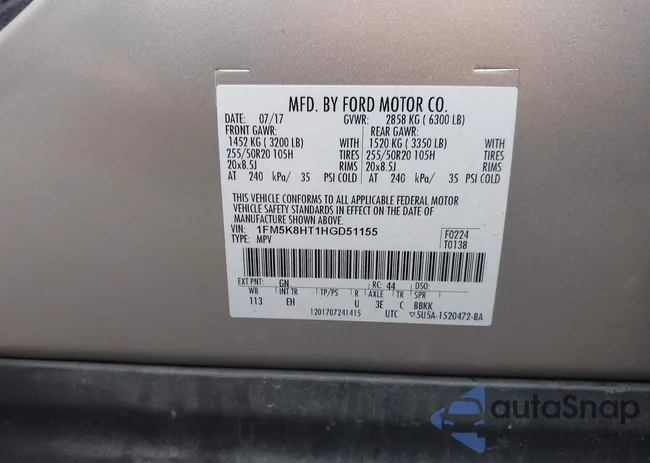 MFD. BY FORD MOTOR CO.
DATE: 07/17 GVWR: 2858 KG ( 6300 LB)
FRONT GAWR: REAR GAWR:
1452 KG ( 3200 LB) WITH 1520 KG ( 3350 LB) WITH
255/50R20 105H TIRES 255/50R20 105H TIRES
20x8.5J RIMS 20x8.5J RIMS
AT 240 kPa/ 35 PSI COLD AT 240 kPa/ 35 PSI COLD
THIS VEHICLE CONFORMS TO ALL APPLICABLE FEDERAL MOTOR
VEHICLE SAFETY STANDARDS IN EFFECT ON THE DATE OF
MANUFACTURE SHOWN ABOVE.
VIN: 1FM5K8HT1HGD51155 F0224
TYPE: MPV T0138
EXT PNT: GN RC: 44 DSO:
WB INT TR TP/PS R AXLE TR SPR
113 EH U 3E C BBKK
1201707241415 UTC ▽5U5A-1520472-BA
autoSnap